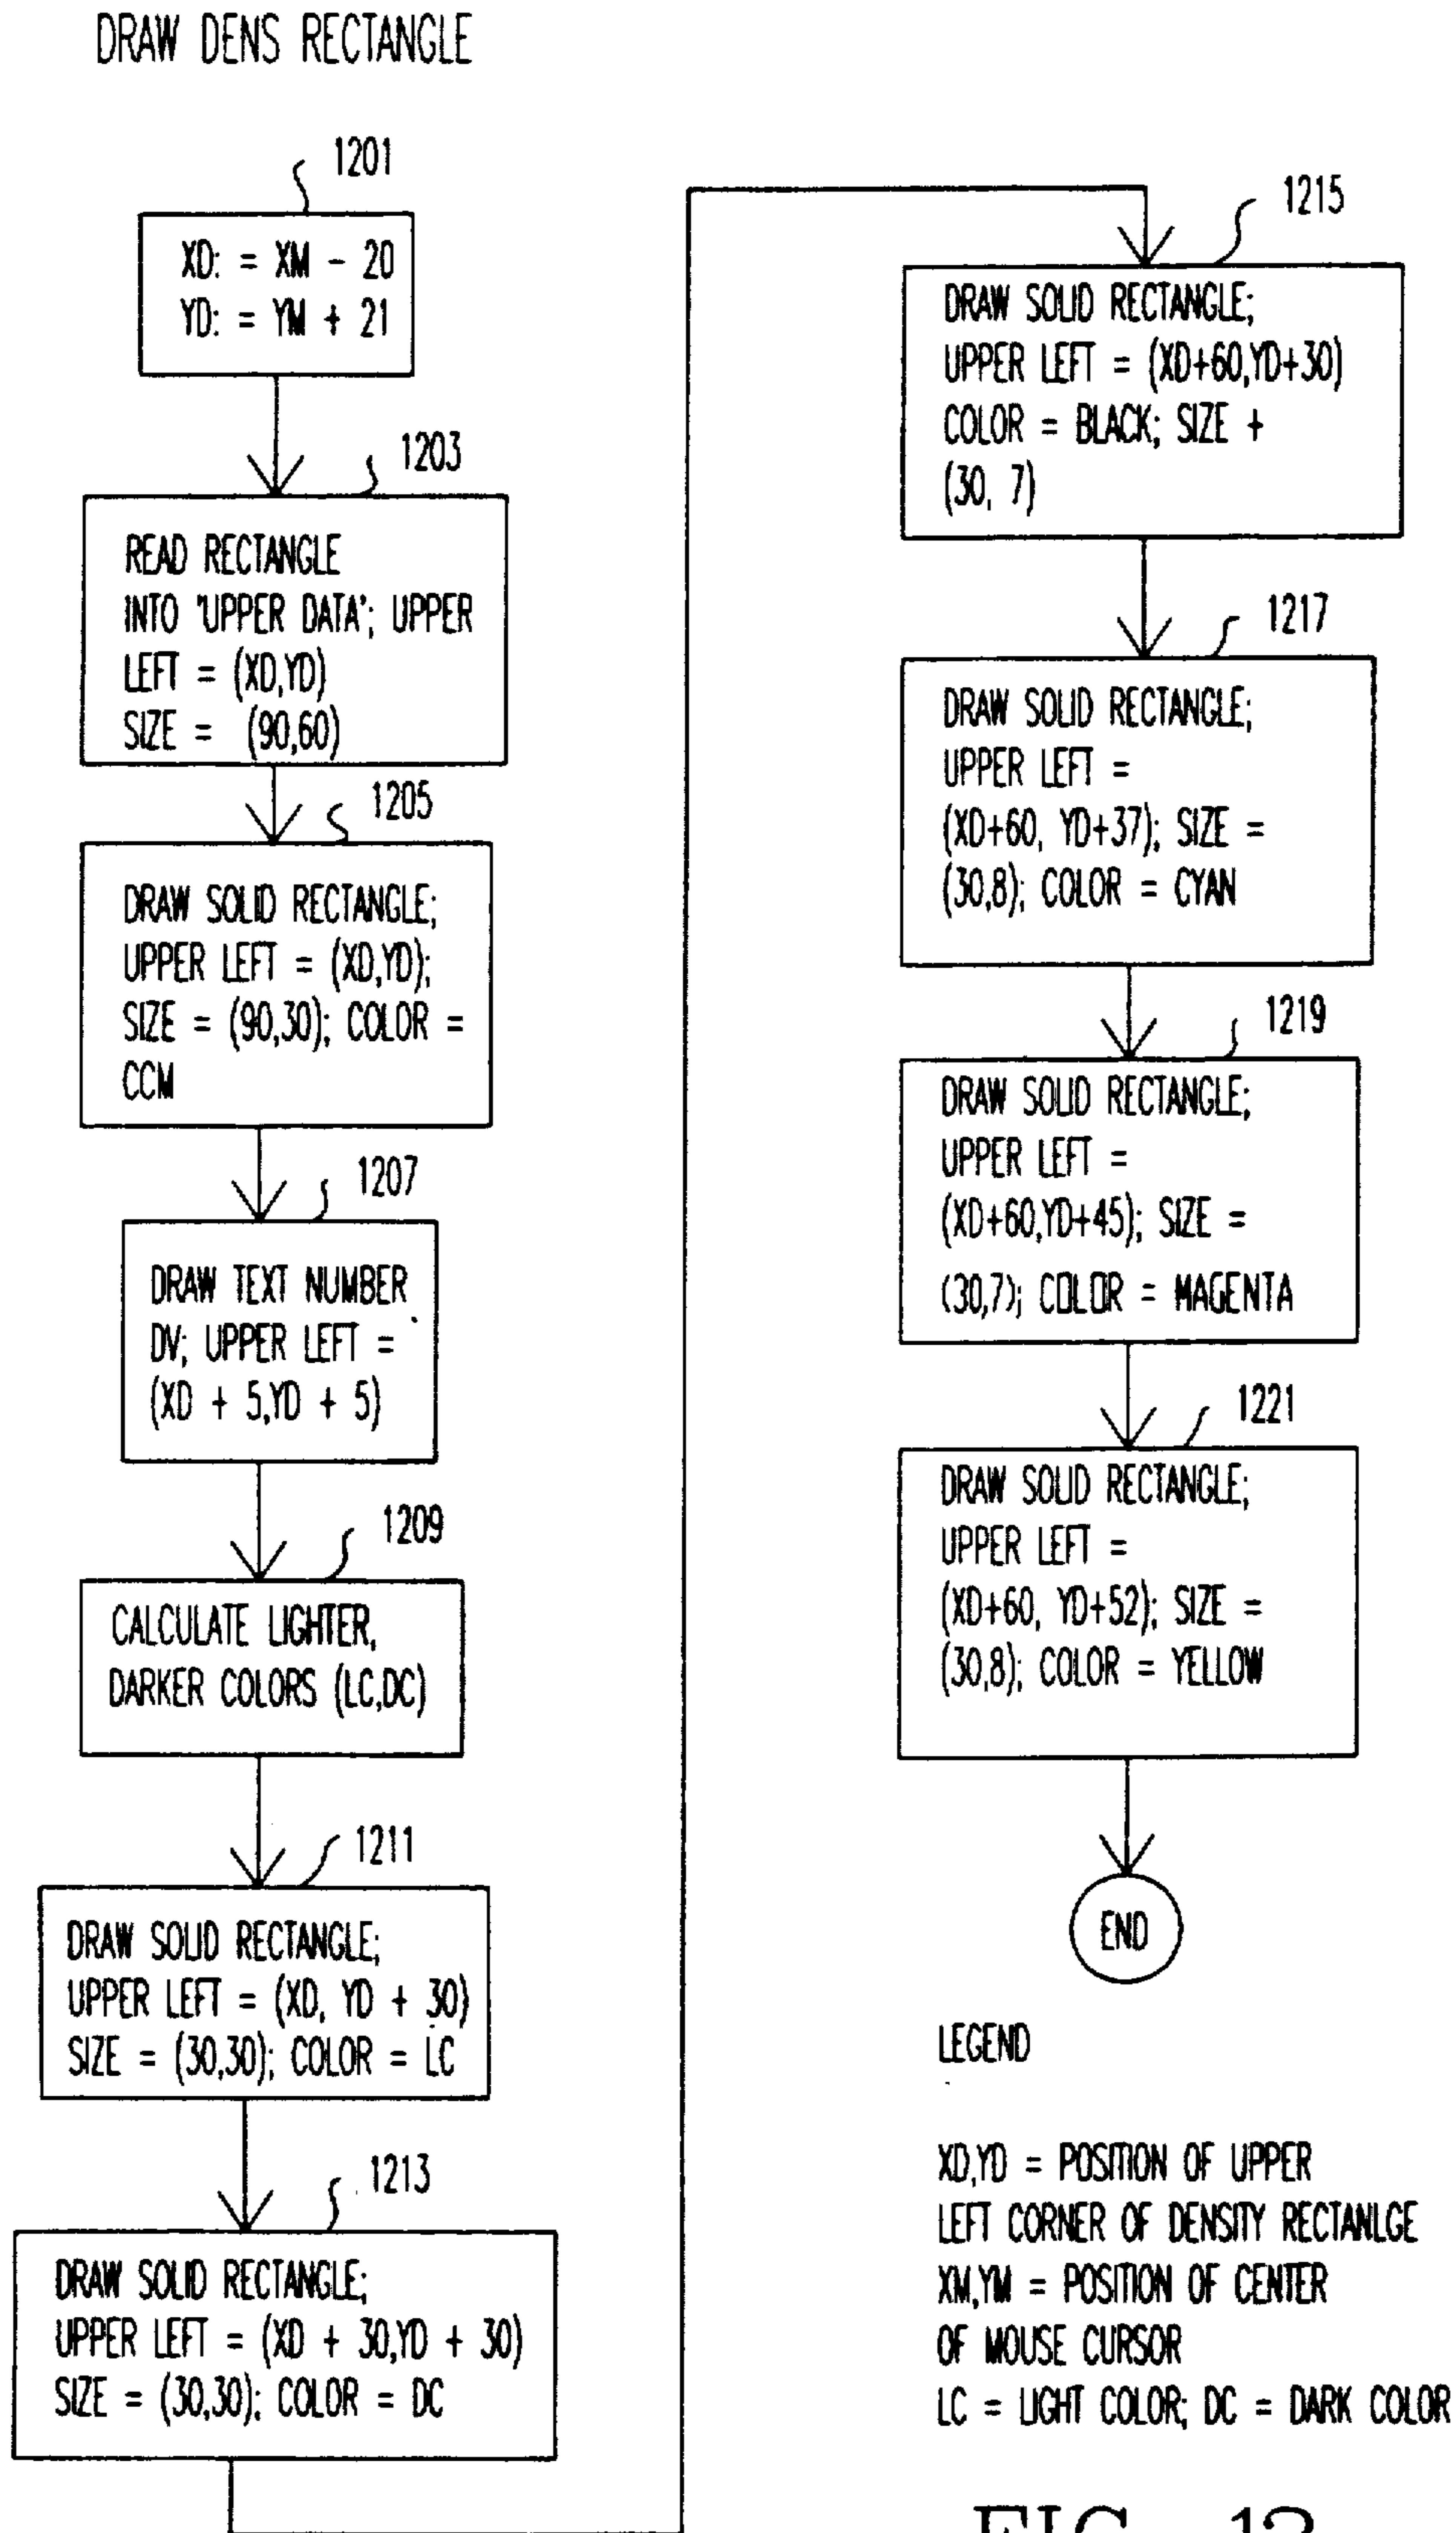 DRAW DENS RECTANGLE
1201
XD: = XM - 20
YD: = YM + 21
1203
READ RECTANGLE
INTO 'UPPER DATA'; UPPER
LEFT = (XD,YD)
SIZE = (90,60)
1205
DRAW SOLID RECTANGLE;
UPPER LEFT = (XD,YD);
SIZE = (90,30); COLOR =
CCM
1207
DRAW TEXT NUMBER
DV; UPPER LEFT =
(XD + 5,YD + 5)
1209
CALCULATE LIGHTER,
DARKER COLORS (LC,DC)
1211
DRAW SOLID RECTANGLE;
UPPER LEFT = (XD, YD + 30)
SIZE = (30,30); COLOR = LC
1213
DRAW SOLID RECTANGLE;
UPPER LEFT = (XD + 30,YD + 30)
SIZE = (30,30); COLOR = DC
1215
DRAW SOLID RECTANGLE;
UPPER LEFT = (XD+60,YD+30)
COLOR = BLACK; SIZE +
(30, 7)
1217
DRAW SOLID RECTANGLE;
UPPER LEFT =
(XD+60, YD+37); SIZE =
(30,8); COLOR = CYAN
1219
DRAW SOLID RECTANGLE;
UPPER LEFT =
(XD+60,YD+45); SIZE =
(30,7); COLOR = MAGENTA
1221
DRAW SOLID RECTANGLE;
UPPER LEFT =
(XD+60, YD+52); SIZE =
(30,8); COLOR = YELLOW
END
LEGEND
XD,YD = POSITION OF UPPER
LEFT CORNER OF DENSITY RECTANLGE
XM,YM = POSITION OF CENTER
OF MOUSE CURSOR
LC = LIGHT COLOR; DC = DARK COLOR
FIG. 12